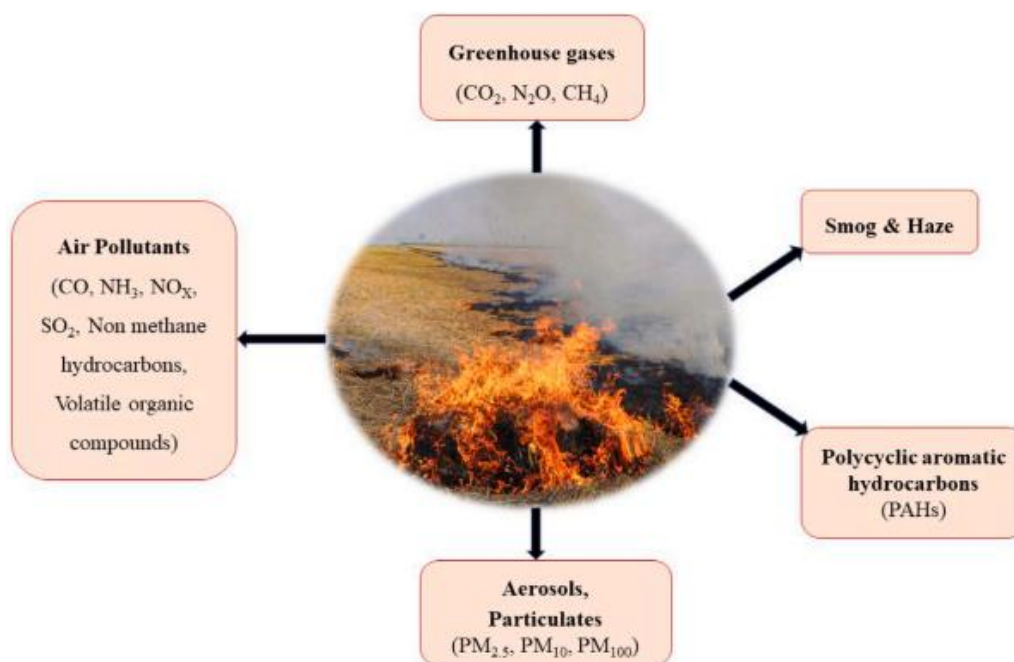 Greenhouse gases
(CO₂, N₂O, CH₄)
Smog & Haze
Air Pollutants
(CO, NH₃, NOₓ,
SO₂, Non methane
hydrocarbons,
Volatile organic
compounds)
Polycyclic aromatic
hydrocarbons
(PAHs)
Aerosols,
Particulates
(PM₂.₅, PM₁₀, PM₁₀₀)